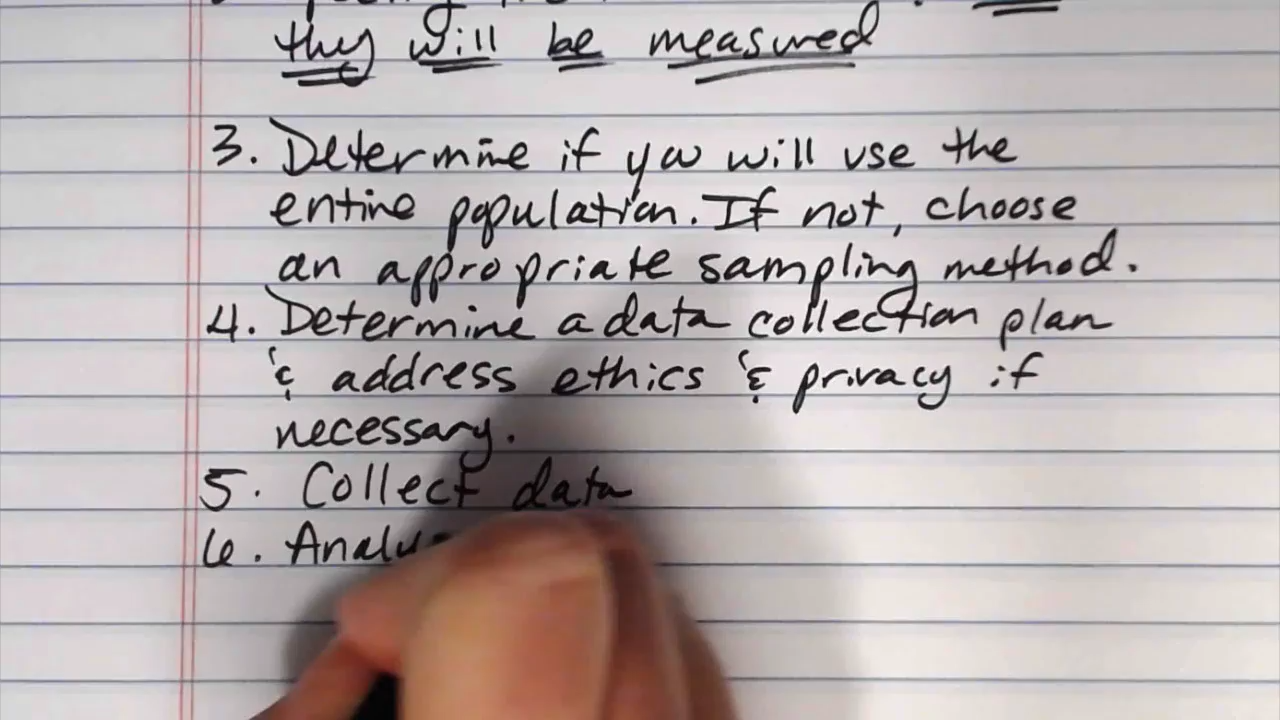 they will be measured
3. Determine if you will use the
entire population. If not, choose
an appropriate sampling method.
4. Determine a data collection plan
& address ethics & privacy if
necessary.
5. Collect data
6. Analy